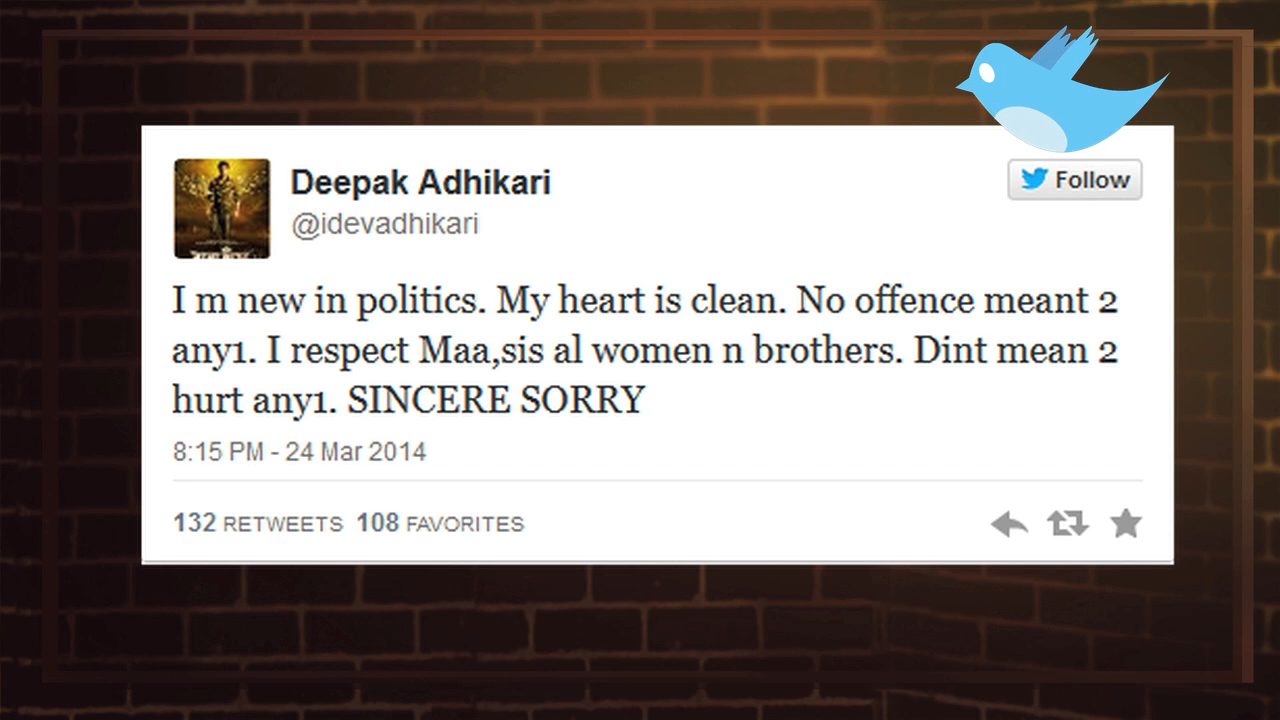 Deepak Adhikari
Follow
@idevadhikari
I m new in politics. My heart is clean. No offence meant 2
any1. I respect Maa,sis al women n brothers. Dint mean 2
hurt any1. SINCERE SORRY
8:15 PM - 24 Mar 2014
132 RETWEETS 108 FAVORITES